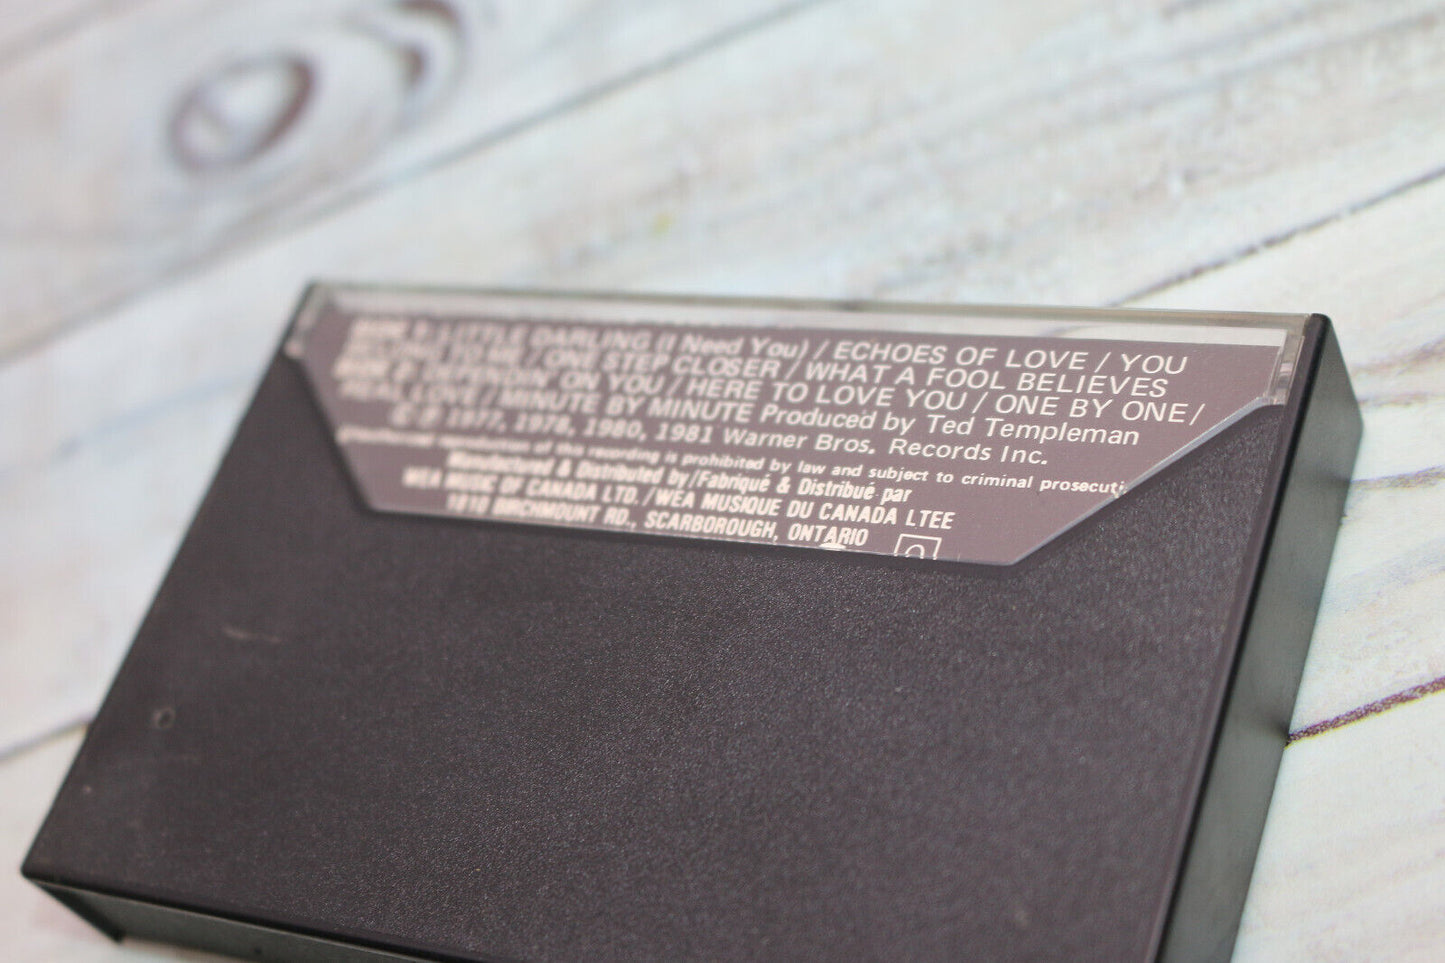 SIDE 1: LITTLE DARLING (I Need You) / ECHOES OF LOVE / YOU
TO ME / ONE STEP CLOSER / WHAT A FOOL BELIEVES
DEPENDIN' ON YOU / HERE TO LOVE YOU / ONE BY ONE /
REAL LOVE / MINUTE BY MINUTE Produced by Ted Templeman
© ℗ 1977, 1978, 1980, 1981 Warner Bros. Records Inc.
reproduction of this recording is prohibited by law and subject to criminal prosecuti
Manufactured & Distributed by/Fabriqué & Distribué par
WEA MUSIC OF CANADA LTD. /WEA MUSIQUE DU CANADA LTEE
1810 BIRCHMOUNT RD., SCARBOROUGH, ONTARIO